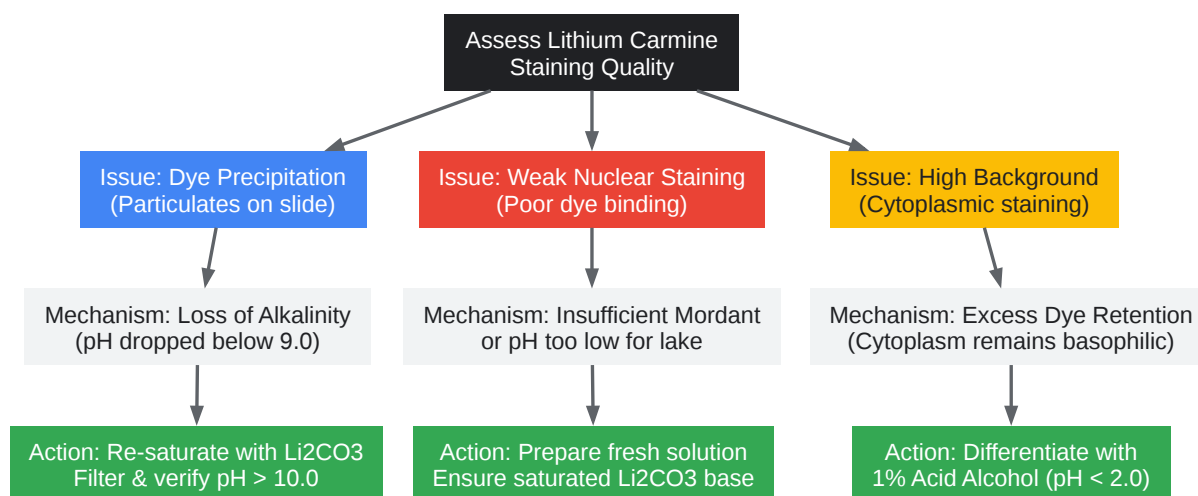 Assess Lithium Carmine
Staining Quality
Issue: Dye Precipitation
(Particulates on slide)
Issue: Weak Nuclear Staining
(Poor dye binding)
Issue: High Background
(Cytoplasmic staining)
Mechanism: Loss of Alkalinity
(pH dropped below 9.0)
Mechanism: Insufficient Mordant
or pH too low for lake
Mechanism: Excess Dye Retention
(Cytoplasm remains basophilic)
Action: Re-saturate with Li2CO3
Filter & verify pH > 10.0
Action: Prepare fresh solution
Ensure saturated Li2CO3 base
Action: Differentiate with
1% Acid Alcohol (pH < 2.0)